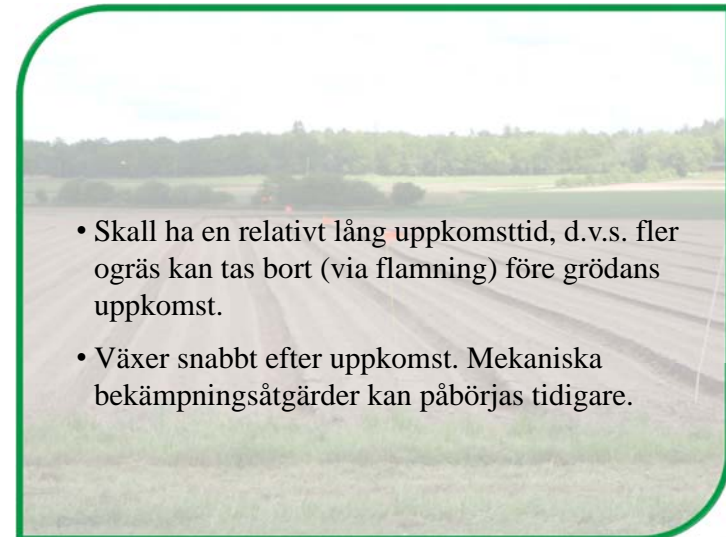 • Skall ha en relativt lång uppkomsttid, d.v.s. fler
ogräs kan tas bort (via flamning) före grödans
uppkomst.
• Växer snabbt efter uppkomst. Mekaniska
bekämpningsåtgärder kan påbörjas tidigare.